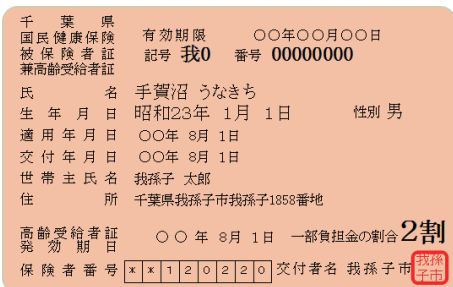 千葉県
国民健康保険 有効期限 〇〇年〇〇月〇〇日
被保険者証 記号 我0 番号 00000000
兼高齢受給者証
氏名 手賀沼 うなきち
生年月日 昭和23年 1月 1日 性別 男
適用年月日 〇〇年 8月 1日
交付年月日 〇〇年 8月 1日
世帯主氏名 我孫子 太郎
住所 千葉県我孫子市我孫子1858番地
高齢受給者証
発効期日 〇〇年 8月 1日 一部負担金の割合 2割
保険者番号 **120220 交付者名 我孫子市
我孫
子市